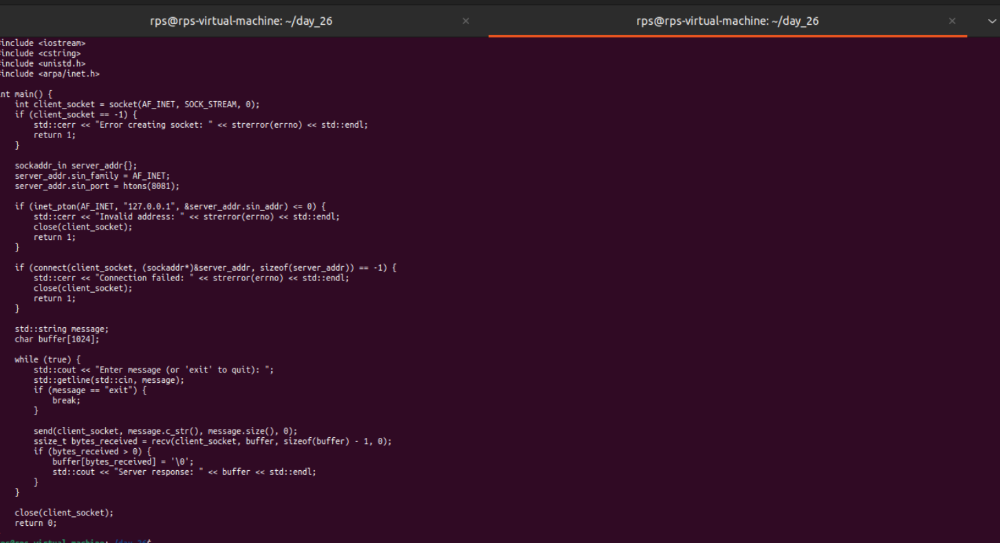 rps@rps-virtual-machine: ~/day_26 × rps@rps-virtual-machine: ~/day_26 ×
#include <iostream>
#include <cstring>
#include <unistd.h>
#include <arpa/inet.h>
int main() {
int client_socket = socket(AF_INET, SOCK_STREAM, 0);
if (client_socket == -1) {
std::cerr << "Error creating socket: " << strerror(errno) << std::endl;
return 1;
}
sockaddr_in server_addr{};
server_addr.sin_family = AF_INET;
server_addr.sin_port = htons(8081);
if (inet_pton(AF_INET, "127.0.0.1", &server_addr.sin_addr) <= 0) {
std::cerr << "Invalid address: " << strerror(errno) << std::endl;
close(client_socket);
return 1;
}
if (connect(client_socket, (sockaddr*)&server_addr, sizeof(server_addr)) == -1) {
std::cerr << "Connection failed: " << strerror(errno) << std::endl;
close(client_socket);
return 1;
}
std::string message;
char buffer[1024];
while (true) {
std::cout << "Enter message (or 'exit' to quit): ";
std::getline(std::cin, message);
if (message == "exit") {
break;
}
send(client_socket, message.c_str(), message.size(), 0);
ssize_t bytes_received = recv(client_socket, buffer, sizeof(buffer) - 1, 0);
if (bytes_received > 0) {
buffer[bytes_received] = '\0';
std::cout << "Server response: " << buffer << std::endl;
}
}
close(client_socket);
return 0;
rps@rps-virtual-machine:~/day_26$